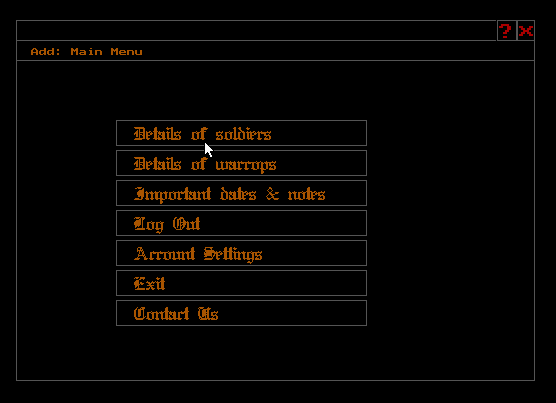 ? X
Add: Main Menu
Details of soldiers
Details of warrops
Important dates & notes
Log Out
Account Settings
Exit
Contact Us